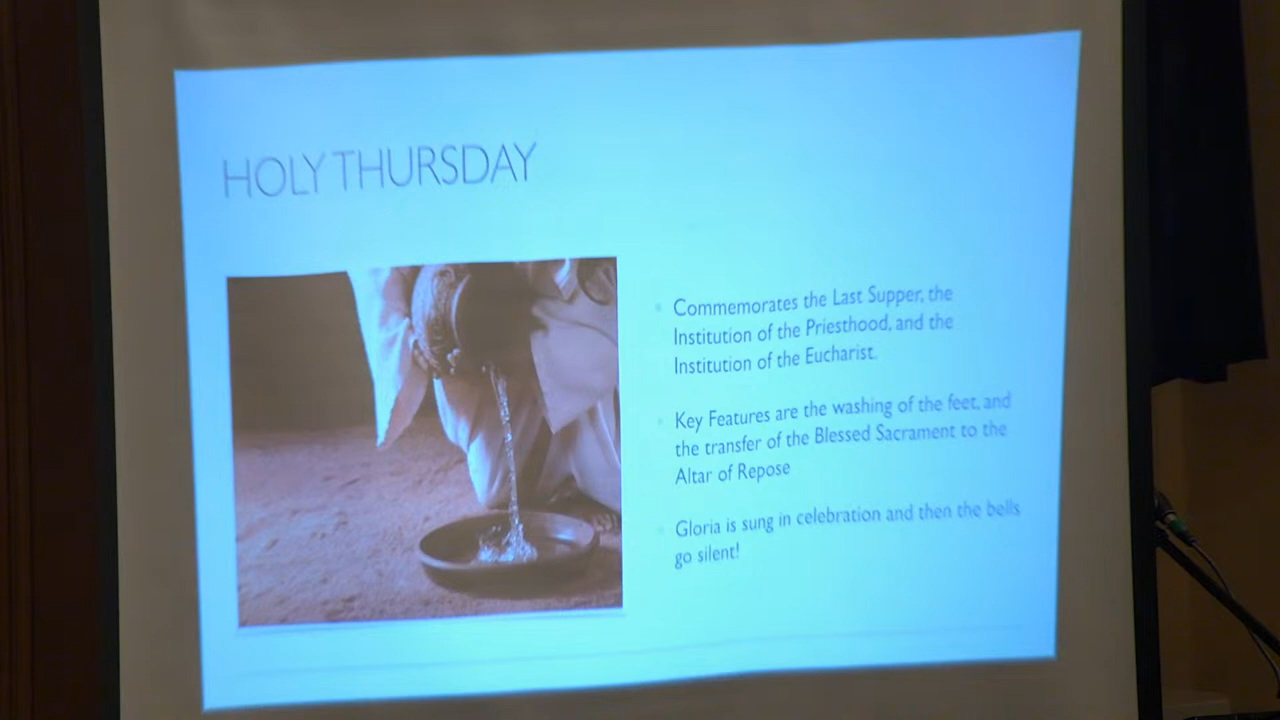 HOLY THURSDAY
Commemorates the Last Supper, the
Institution of the Priesthood, and the
Institution of the Eucharist.
Key Features are the washing of the feet, and
the transfer of the Blessed Sacrament to the
Altar of Repose
Gloria is sung in celebration and then the bells
go silent!